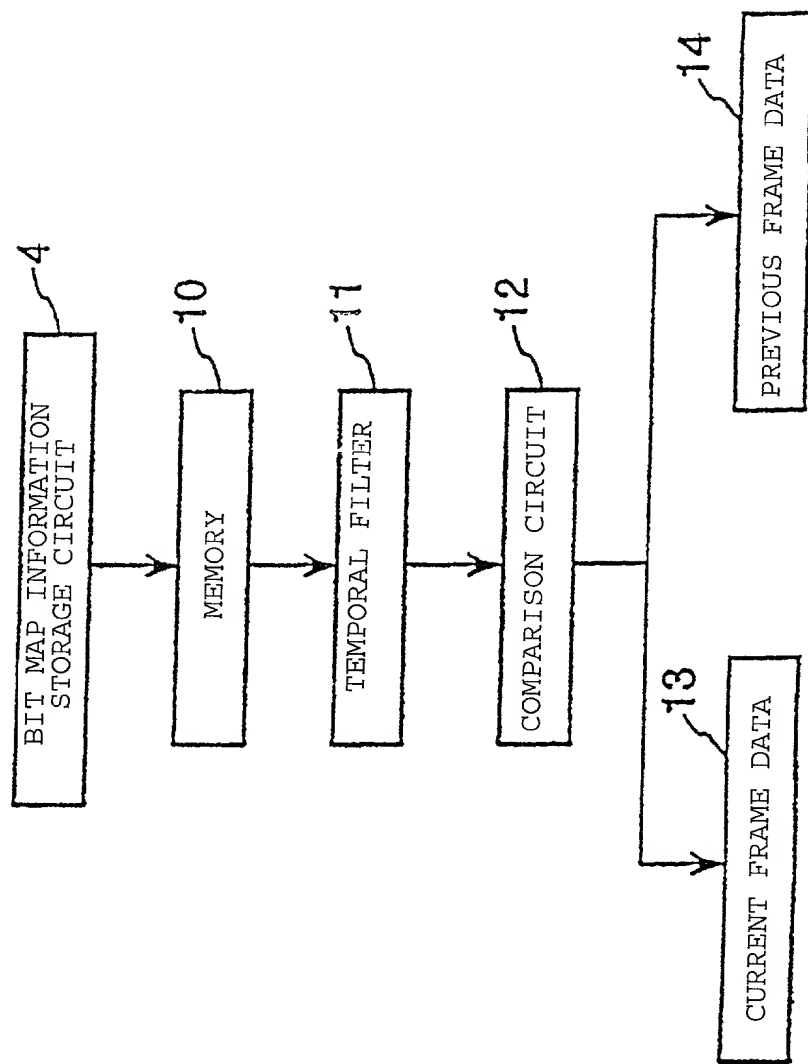 4
BIT MAP INFORMATION
STORAGE CIRCUIT
10
MEMORY
11
TEMPORAL FILTER
12
COMPARISON CIRCUIT
13
CURRENT FRAME DATA
14
PREVIOUS FRAME DATA